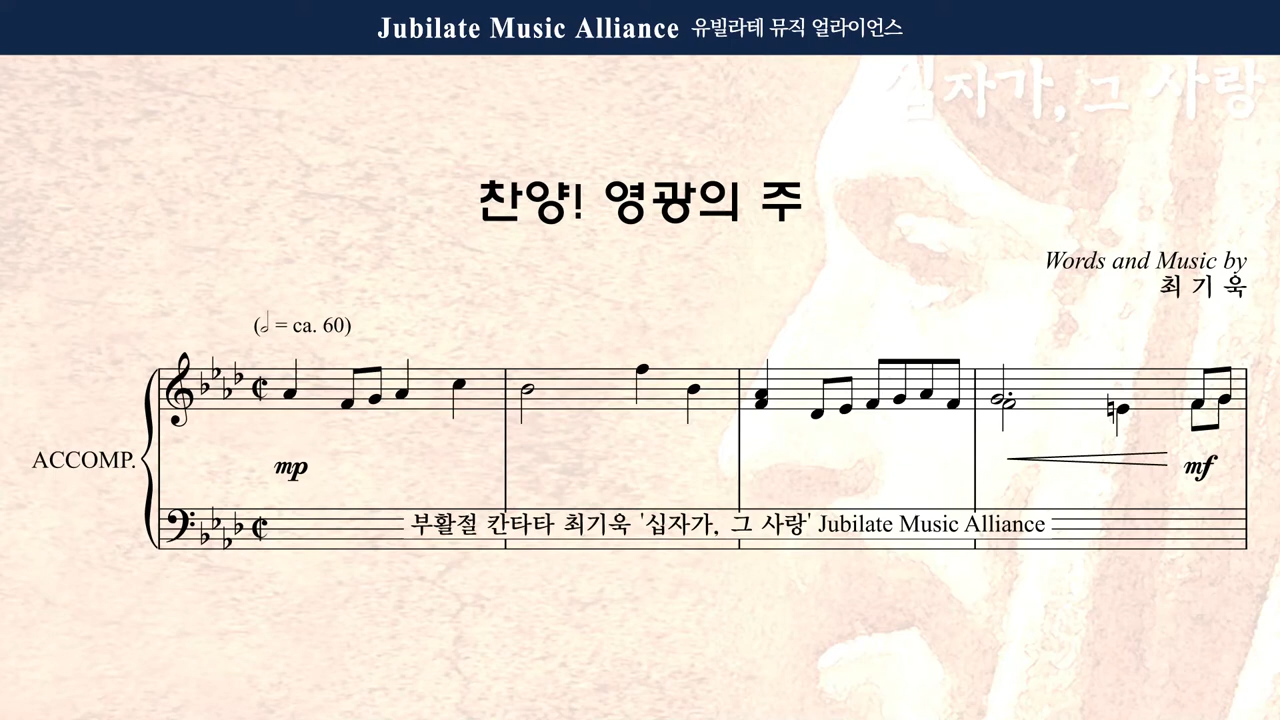 Jubilate Music Alliance 유빌라테 뮤직 얼라이언스
십자가, 그 사랑
찬양! 영광의 주
Words and Music by
최 기 욱
(𝅗𝅥 = ca. 60)
ACCOMP.
mp
mf
부활절 칸타타 최기욱 '십자가, 그 사랑' Jubilate Music Alliance